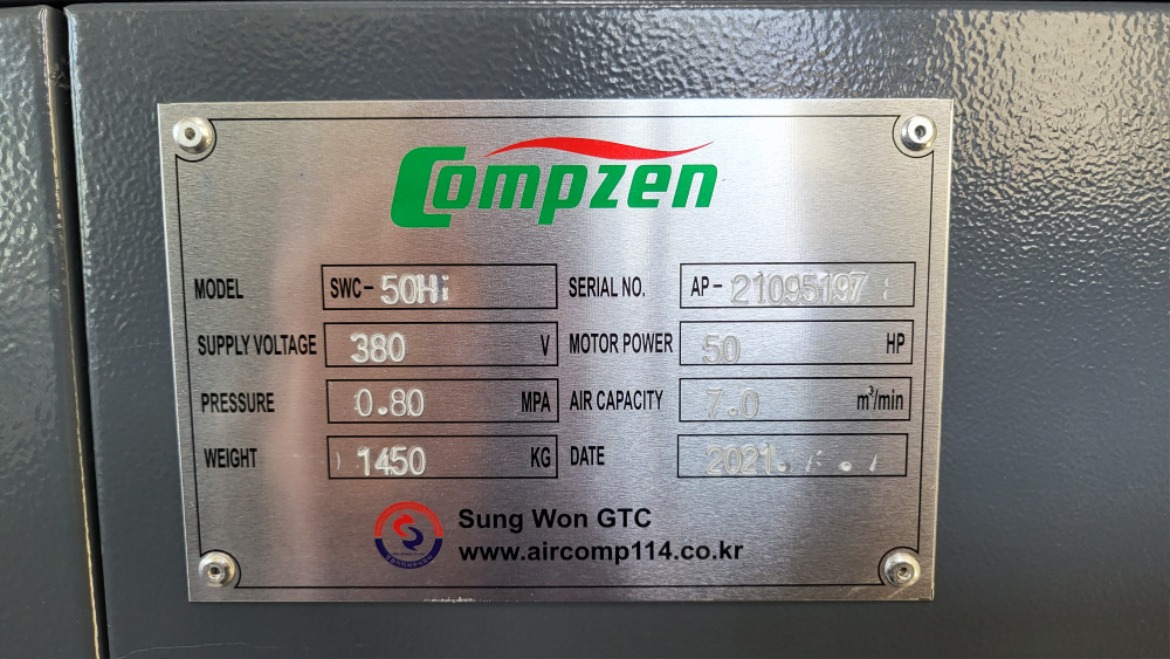 Compzen
MODEL SWC-50Hi SERIAL NO. AP-21095197
SUPPLY VOLTAGE 380 V MOTOR POWER 50 HP
PRESSURE 0.80 MPA AIR CAPACITY 7.0 m³/min
WEIGHT 1450 KG DATE 2021.
Sung Won GTC
www.aircomp114.co.kr